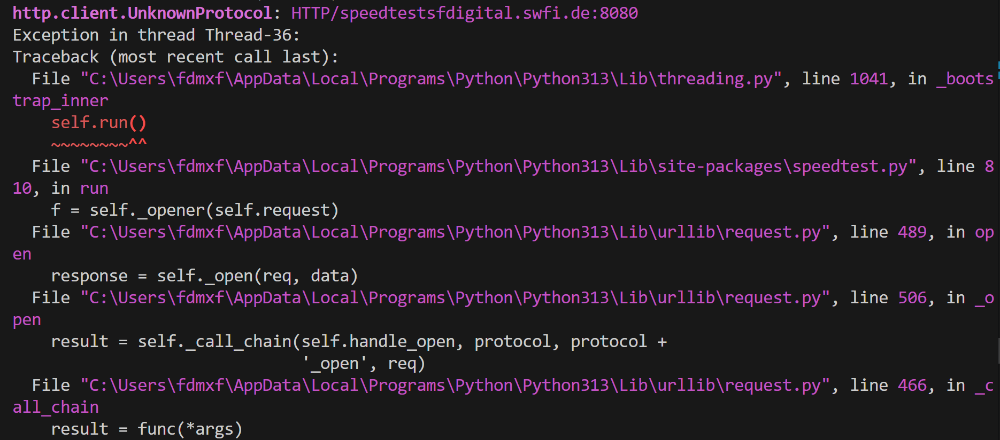 http.client.UnknownProtocol: HTTP/speedtestsfdigital.swfi.de:8080
Exception in thread Thread-36:
Traceback (most recent call last):
  File "C:\Users\fdmxf\AppData\Local\Programs\Python\Python313\Lib\threading.py", line 1041, in _boots
trap_inner
    self.run()
    ~~~~~~~~^^
  File "C:\Users\fdmxf\AppData\Local\Programs\Python\Python313\Lib\site-packages\speedtest.py", line 8
10, in run
    f = self._opener(self.request)
  File "C:\Users\fdmxf\AppData\Local\Programs\Python\Python313\Lib\urllib\request.py", line 489, in op
en
    response = self._open(req, data)
  File "C:\Users\fdmxf\AppData\Local\Programs\Python\Python313\Lib\urllib\request.py", line 506, in _o
pen
    result = self._call_chain(self.handle_open, protocol, protocol +
                              '_open', req)
  File "C:\Users\fdmxf\AppData\Local\Programs\Python\Python313\Lib\urllib\request.py", line 466, in _c
all_chain
    result = func(*args)